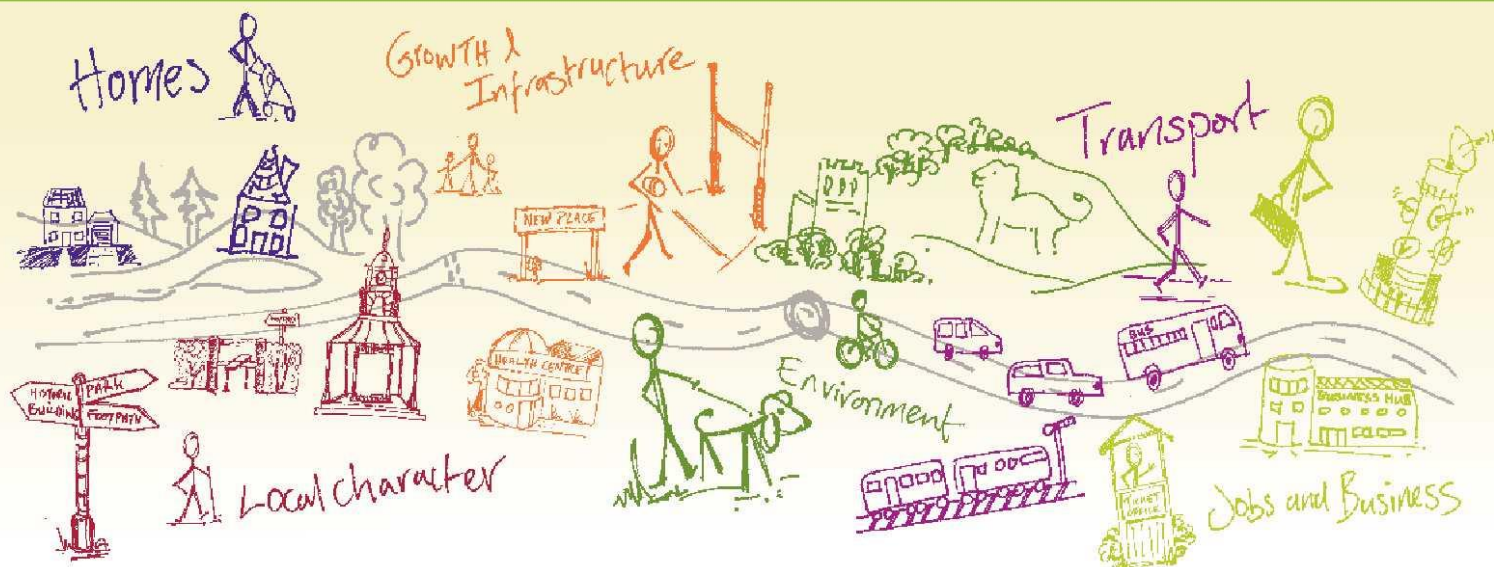 Homes
GROWTH &
Infrastructure
Transport
NEW PLACE
BUS
HEALTH CENTRE
PARK
HISTORIC
BUILDING
FOOTPATH
Environment
BUSINESS HUB
Local character
TICKET
OFFICE
Jobs and Business